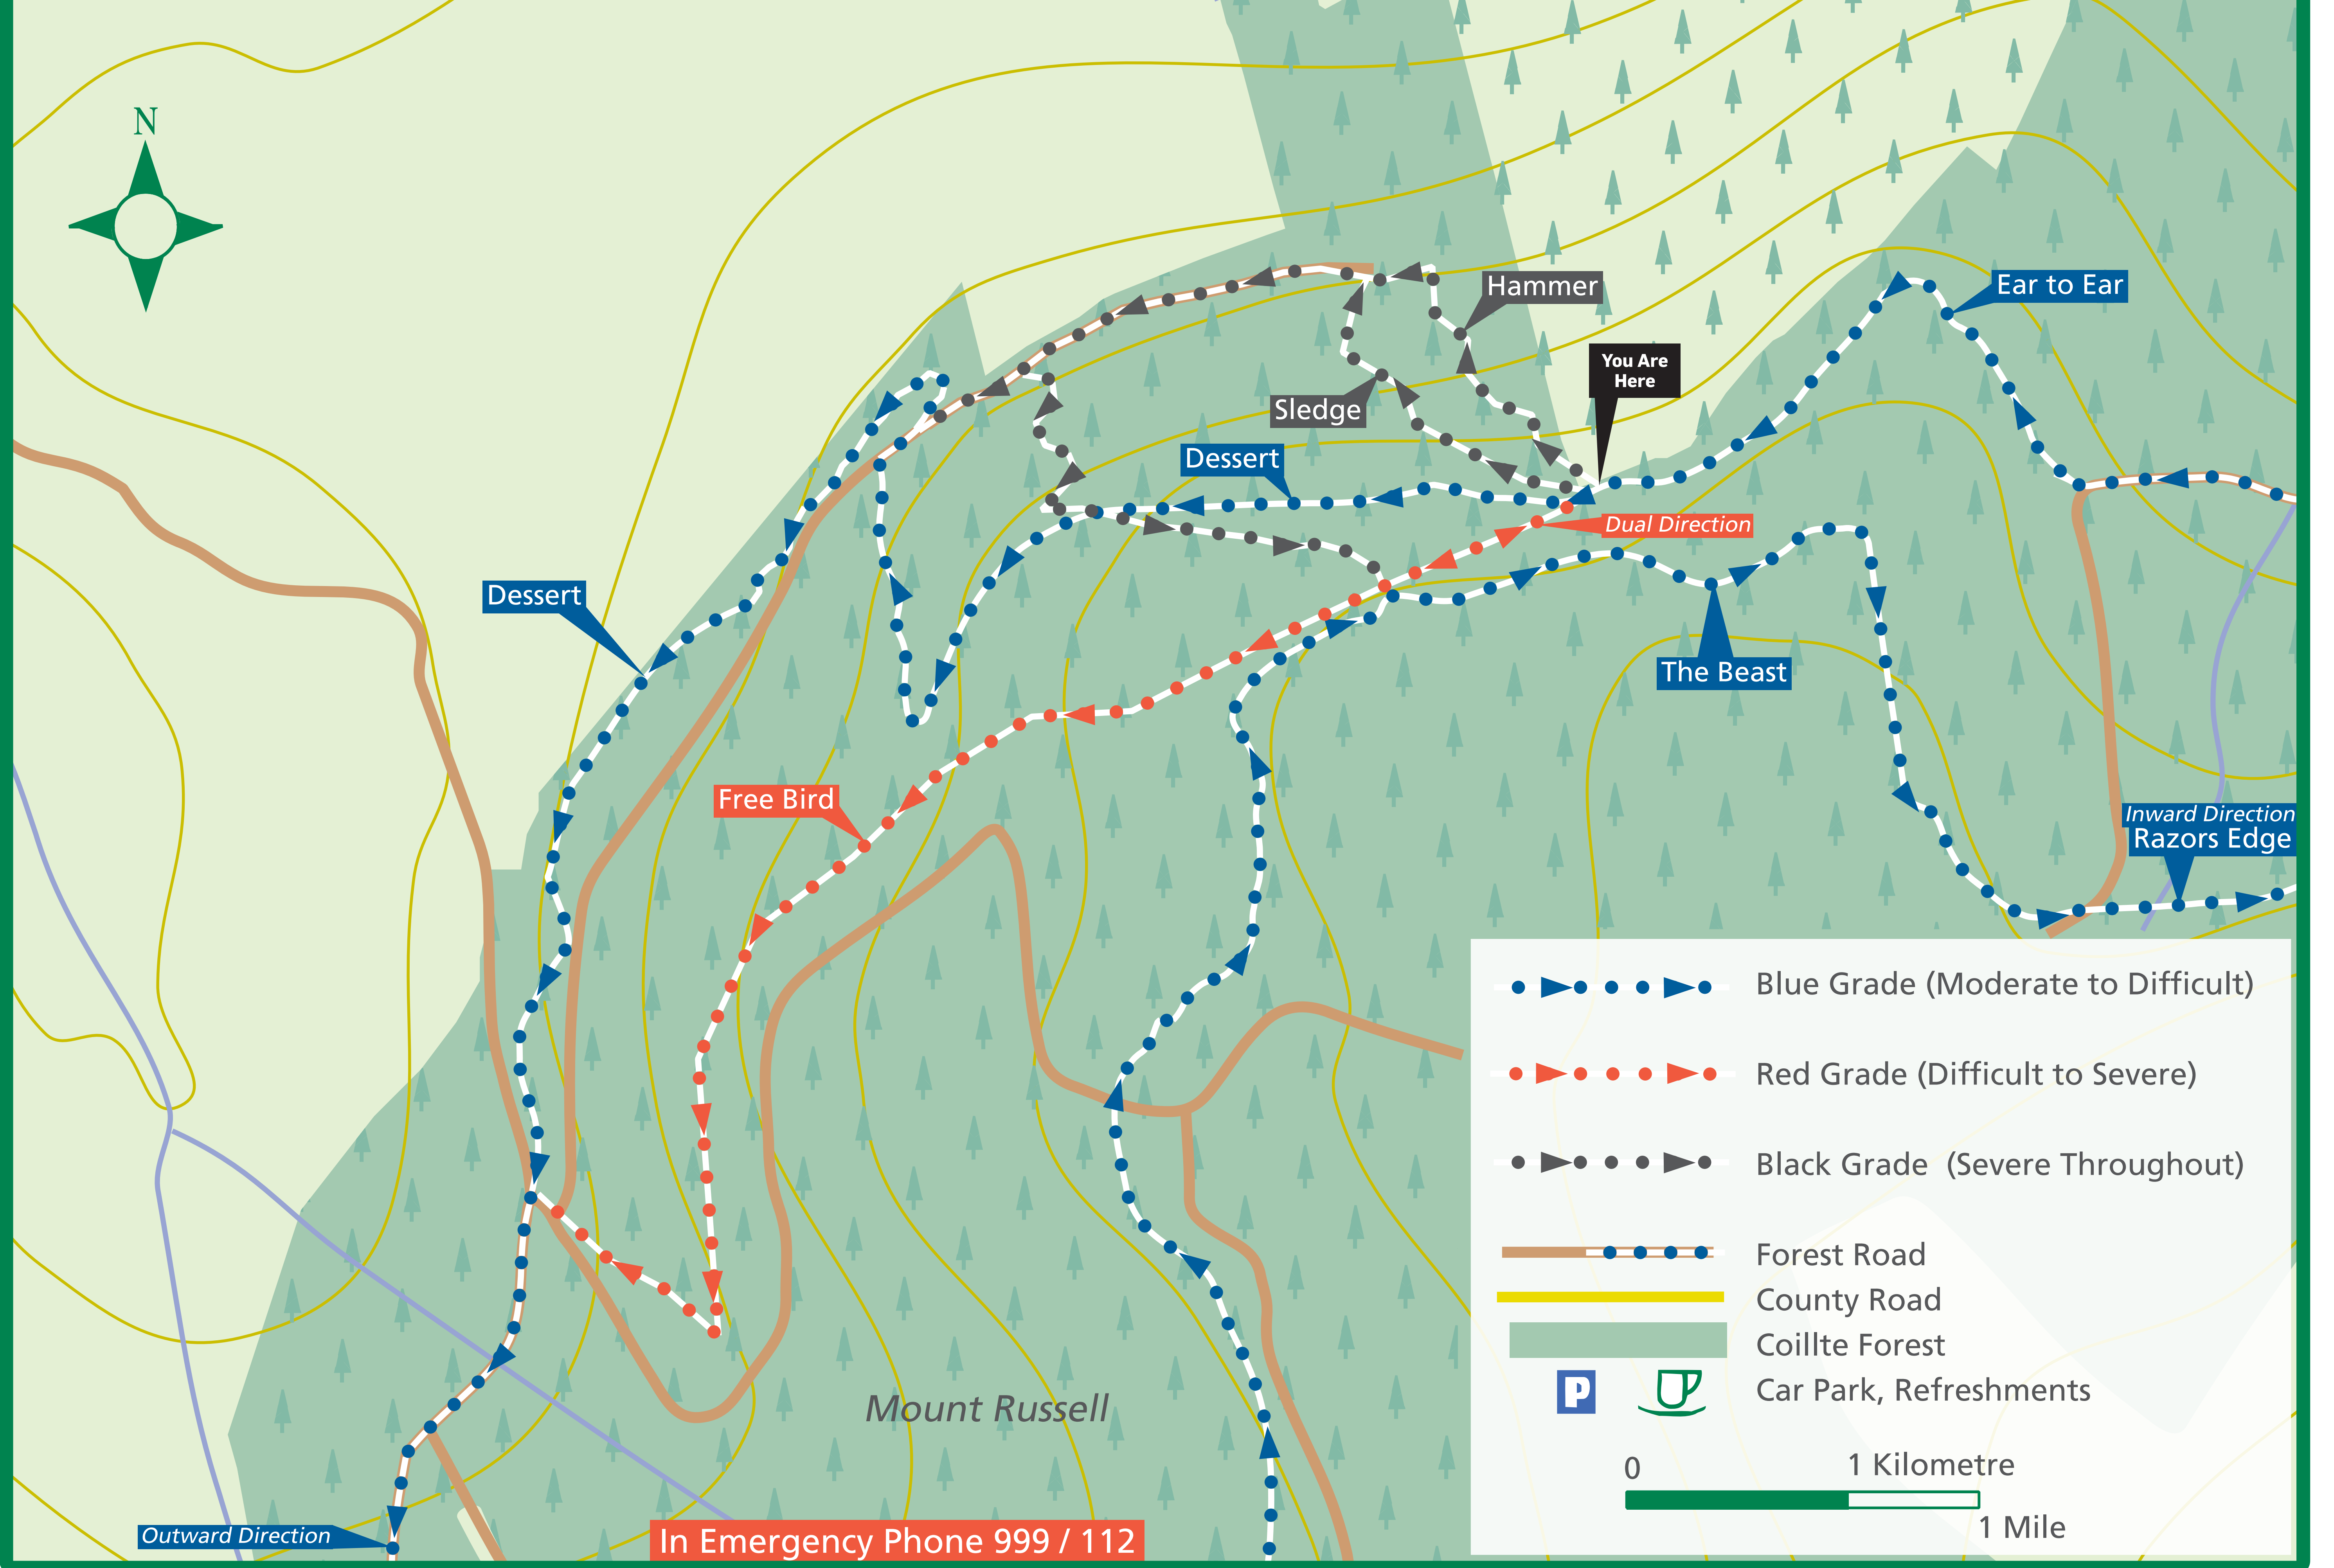 N
Ear to Ear
Hammer
You Are
Here
Sledge
Dessert
Dual Direction
Dessert
The Beast
Free Bird
Inward Direction
Razors Edge
Blue Grade (Moderate to Difficult)
Red Grade (Difficult to Severe)
Black Grade (Severe Throughout)
Forest Road
County Road
Coillte Forest
P
Car Park, Refreshments
Mount Russell
0
1 Kilometre
1 Mile
Outward Direction
In Emergency Phone 999 / 112